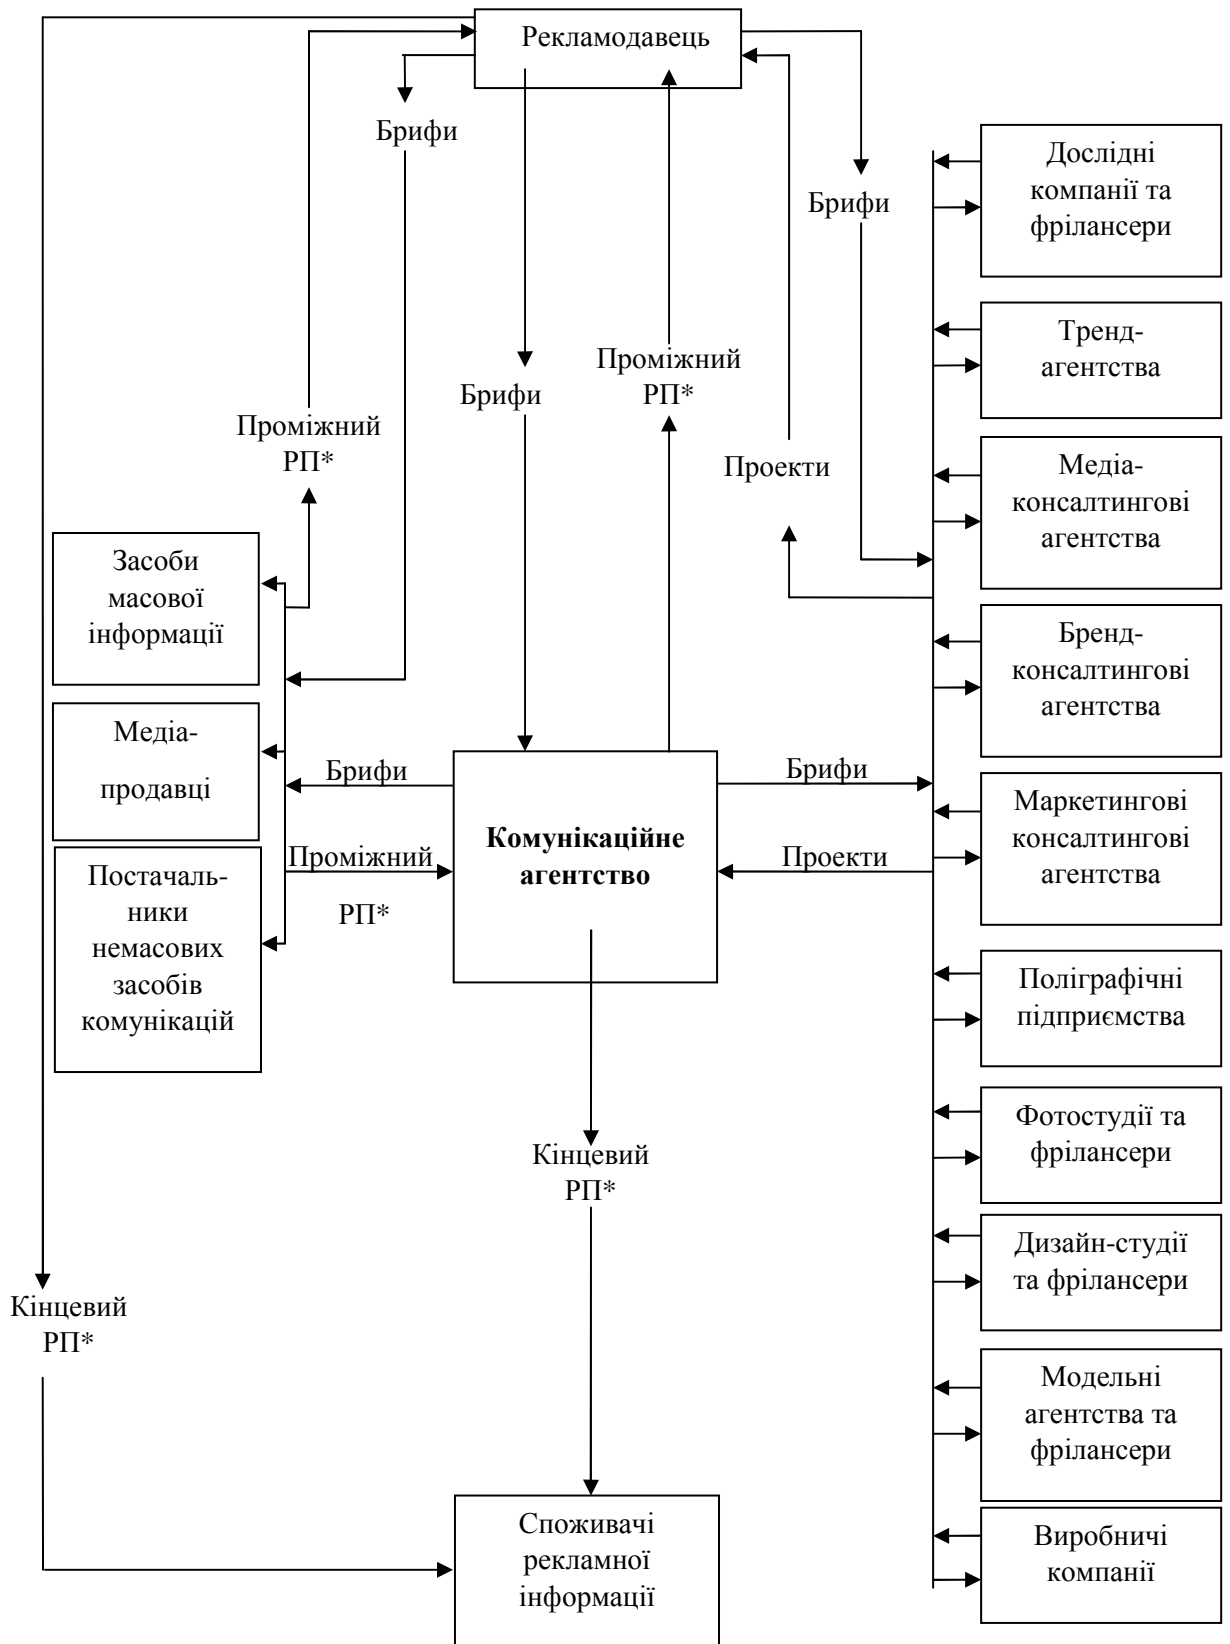 Рекламодавець
Брифи
Брифи
Проміжний
РП*
Брифи
Проміжний
РП*
Проекти
Засоби
масової
інформації
Медіа-
продавці
Постачаль-
ники
немасових
засобів
комунікацій
Брифи
Проміжний
РП*
Комунікаційне
агентство
Брифи
Проекти
Кінцевий
РП*
Кінцевий
РП*
Споживачі
рекламної
інформації
Дослідні
компанії та
фрілансери
Тренд-
агентства
Медіа-
консалтингові
агентства
Бренд-
консалтингові
агентства
Маркетингові
консалтингові
агентства
Поліграфічні
підприємства
Фотостудії та
фрілансери
Дизайн-студії
та фрілансери
Модельні
агентства та
фрілансери
Виробничі
компанії